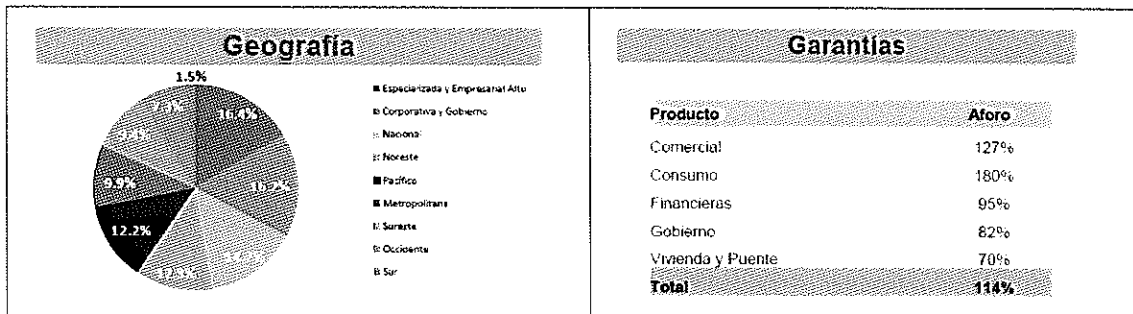 Geografía
1.5%
16.4%
16.2%
12.2%
9.9%
Especializada y Empresarial Alto
Corporativa y Gobierno
Nacional
Noreste
Pacífico
Metropolitana
Sureste
Occidente
Sur
Garantías
Producto Aforo
Comercial 127%
Consumo 180%
Financieras 95%
Gobierno 82%
Vivienda y Puente 70%
Total 114%